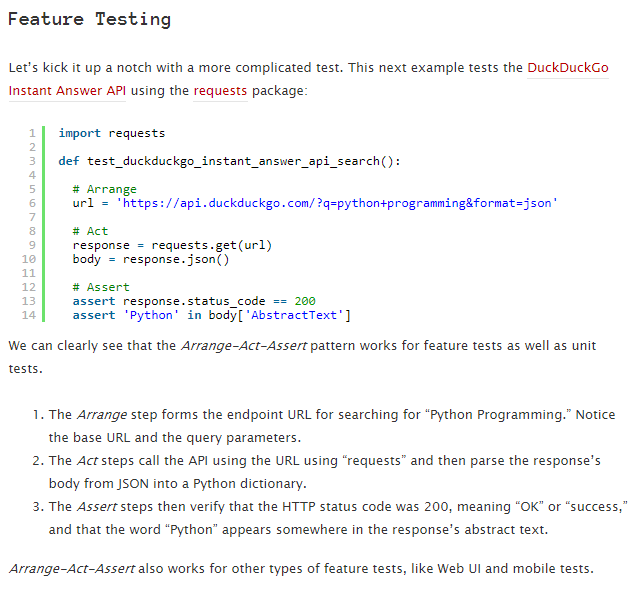 Feature Testing
Let’s kick it up a notch with a more complicated test. This next example tests the DuckDuckGo
Instant Answer API using the requests package:
1 import requests
2
3 def test_duckduckgo_instant_answer_api_search():
4
5 # Arrange
6 url = 'https://api.duckduckgo.com/?q=python+programming&format=json'
7
8 # Act
9 response = requests.get(url)
10 body = response.json()
11
12 # Assert
13 assert response.status_code == 200
14 assert 'Python' in body['AbstractText']
We can clearly see that the Arrange-Act-Assert pattern works for feature tests as well as unit
tests.
1. The Arrange step forms the endpoint URL for searching for “Python Programming.” Notice
the base URL and the query parameters.
2. The Act steps call the API using the URL using “requests” and then parse the response’s
body from JSON into a Python dictionary.
3. The Assert steps then verify that the HTTP status code was 200, meaning “OK” or “success,”
and that the word “Python” appears somewhere in the response’s abstract text.
Arrange-Act-Assert also works for other types of feature tests, like Web UI and mobile tests.